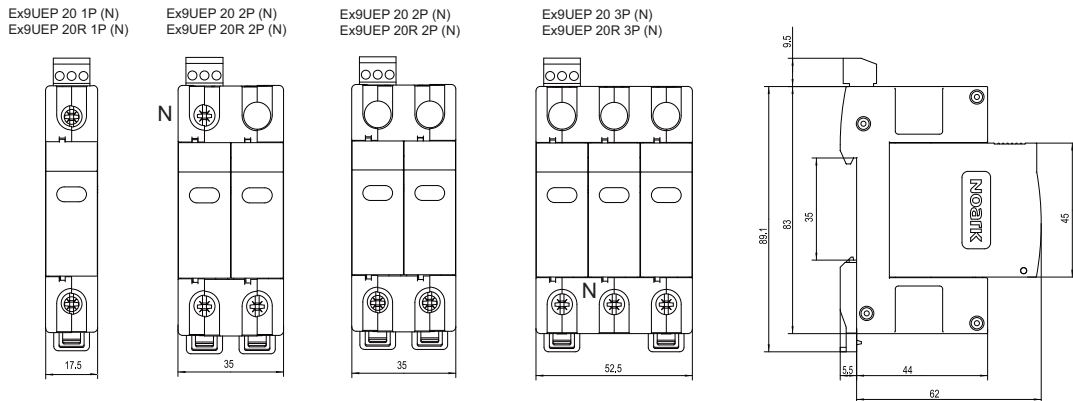 Ex9UEP 20 1P (N)
Ex9UEP 20R 1P (N)
Ex9UEP 20 2P (N)
Ex9UEP 20R 2P (N)
Ex9UEP 20 2P (N)
Ex9UEP 20R 2P (N)
Ex9UEP 20 3P (N)
Ex9UEP 20R 3P (N)
9.5
N
N
NOARK
89.1
83
35
45
17.5
35
35
52,5
5,5
44
62